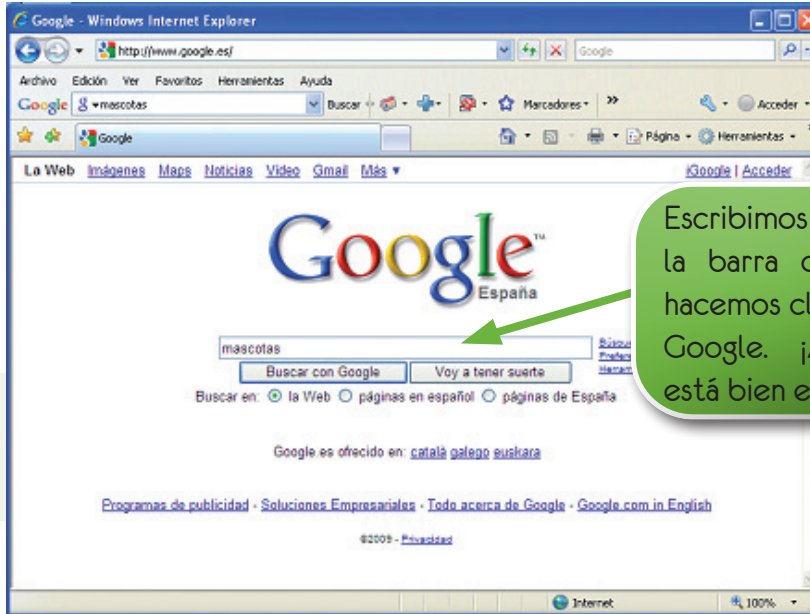 Google - Windows Internet Explorer
http://www.google.es/
Google
Archivo Edición Ver Favoritos Herramientas Ayuda
Google mascotas Buscar Marcadores Acceder
Google Página Herramientas
La Web Imágenes Maps Noticias Vídeo Gmail Más iGoogle | Acceder
Google™
España
mascotas
Buscar con Google Voy a tener suerte
Buscar en: la Web páginas en español páginas de España
Google.es ofrecido en: català galego euskara
Programas de publicidad - Soluciones Empresariales - Todo acerca de Google - Google.com in English
©2009 - Privacidad
Internet 100%
Escribimos
la barra
hacemos
Google.
está bien